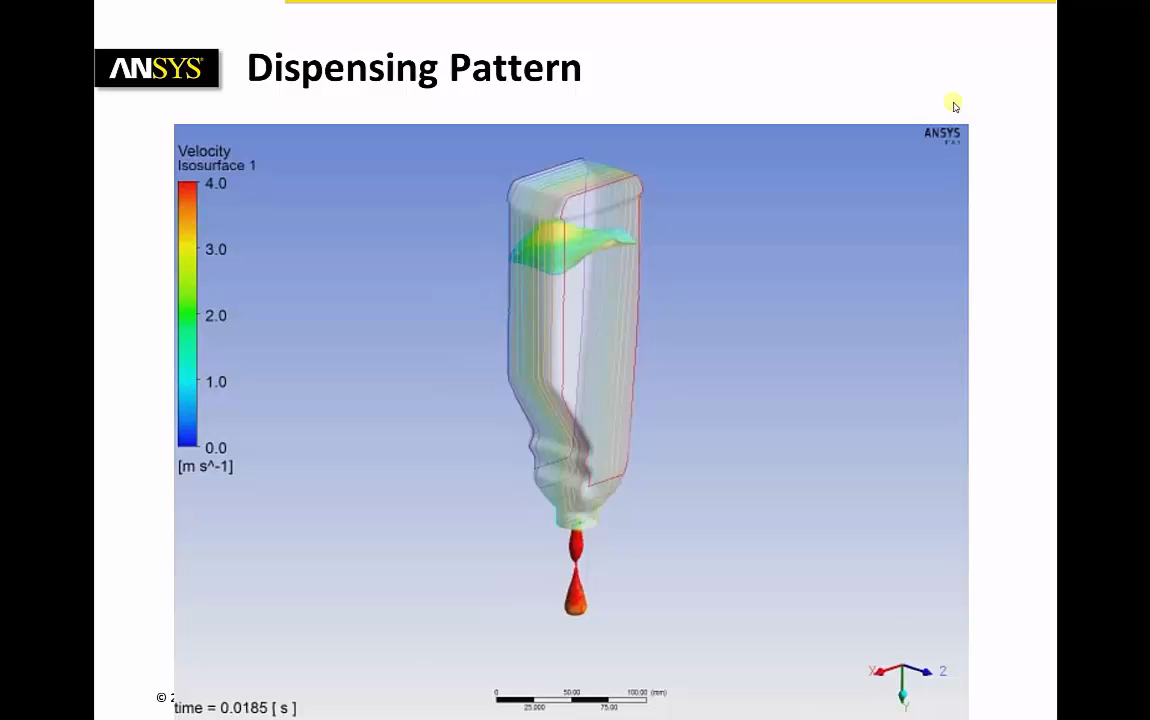 ANSYS
Dispensing Pattern
ANSYS
Velocity
Isosurface 1
4.0
3.0
2.0
1.0
0.0
[m s^-1]
X
Z
Y
0
50.00
100.00
(mm)
25.000
75.00
©
time = 0.0185 [ s ]